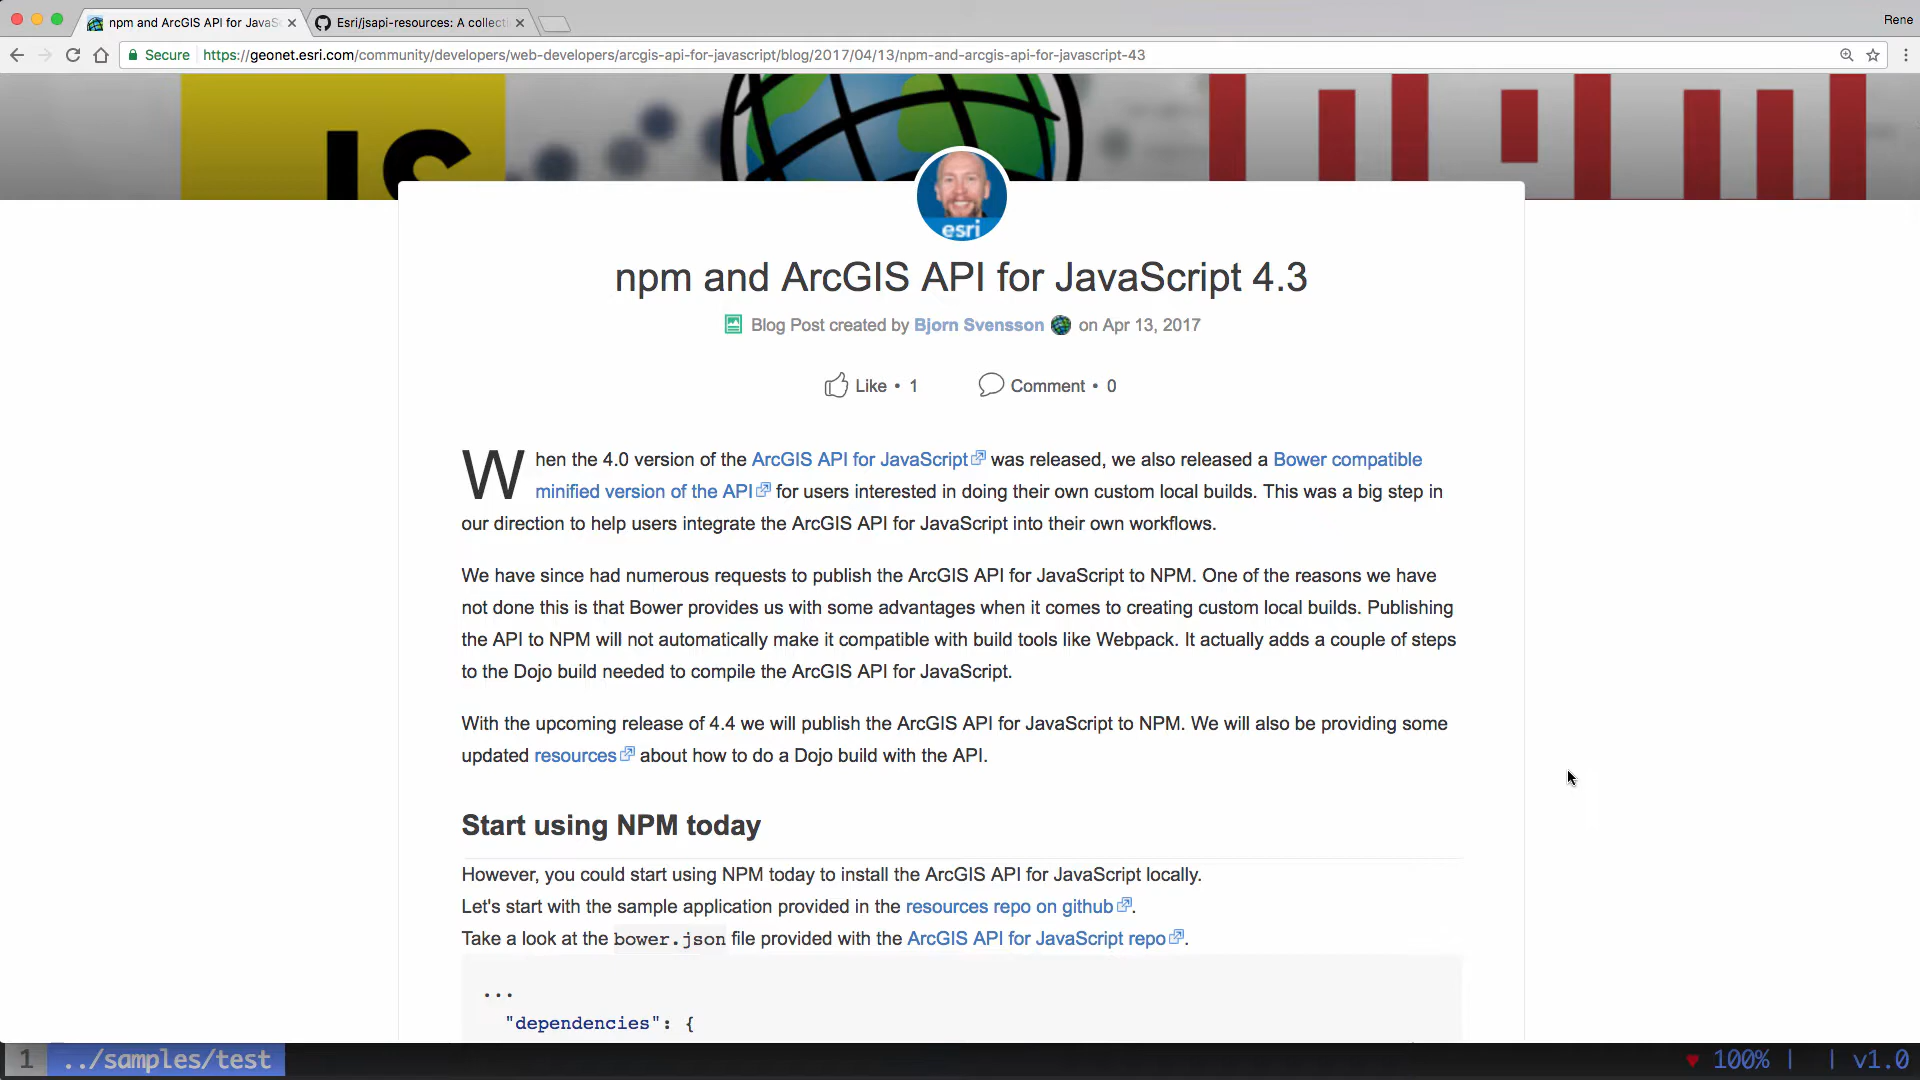 npm and ArcGIS API for JavaS
Esri/jsapi-resources: A collecti
Rene
Secure https://geonet.esri.com/community/developers/web-developers/arcgis-api-for-javascript/blog/2017/04/13/npm-and-arcgis-api-for-javascript-43
JS
npm
esri
npm and ArcGIS API for JavaScript 4.3
Blog Post created by Bjorn Svensson on Apr 13, 2017
Like • 1 Comment • 0
When the 4.0 version of the ArcGIS API for JavaScript was released, we also released a Bower compatible
minified version of the API for users interested in doing their own custom local builds. This was a big step in
our direction to help users integrate the ArcGIS API for JavaScript into their own workflows.
We have since had numerous requests to publish the ArcGIS API for JavaScript to NPM. One of the reasons we have
not done this is that Bower provides us with some advantages when it comes to creating custom local builds. Publishing
the API to NPM will not automatically make it compatible with build tools like Webpack. It actually adds a couple of steps
to the Dojo build needed to compile the ArcGIS API for JavaScript.
With the upcoming release of 4.4 we will publish the ArcGIS API for JavaScript to NPM. We will also be providing some
updated resources about how to do a Dojo build with the API.
Start using NPM today
However, you could start using NPM today to install the ArcGIS API for JavaScript locally.
Let's start with the sample application provided in the resources repo on github.
Take a look at the bower.json file provided with the ArcGIS API for JavaScript repo.
...
"dependencies": {
1 ../samples/test
♥ 100% | | v1.0